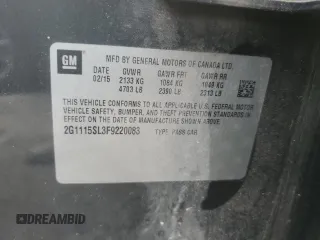 GM
MFD BY GENERAL MOTORS OF CANADA LTD.
DATE GVWR GAWR FRT GAWR RR
02/15 2133 KG 1084 KG 1049 KG
4703 LB 2390 LB 2313 LB
THIS VEHICLE CONFORMS TO ALL APPLICABLE U.S. FEDERAL MOTOR
VEHICLE SAFETY, BUMPER, AND THEFT PREVENTION STANDARDS
IN EFFECT ON THE DATE OF MANUFACTURE SHOWN ABOVE.
2G1115SL3F9220083 TYPE: PASS CAR
DREAMBID